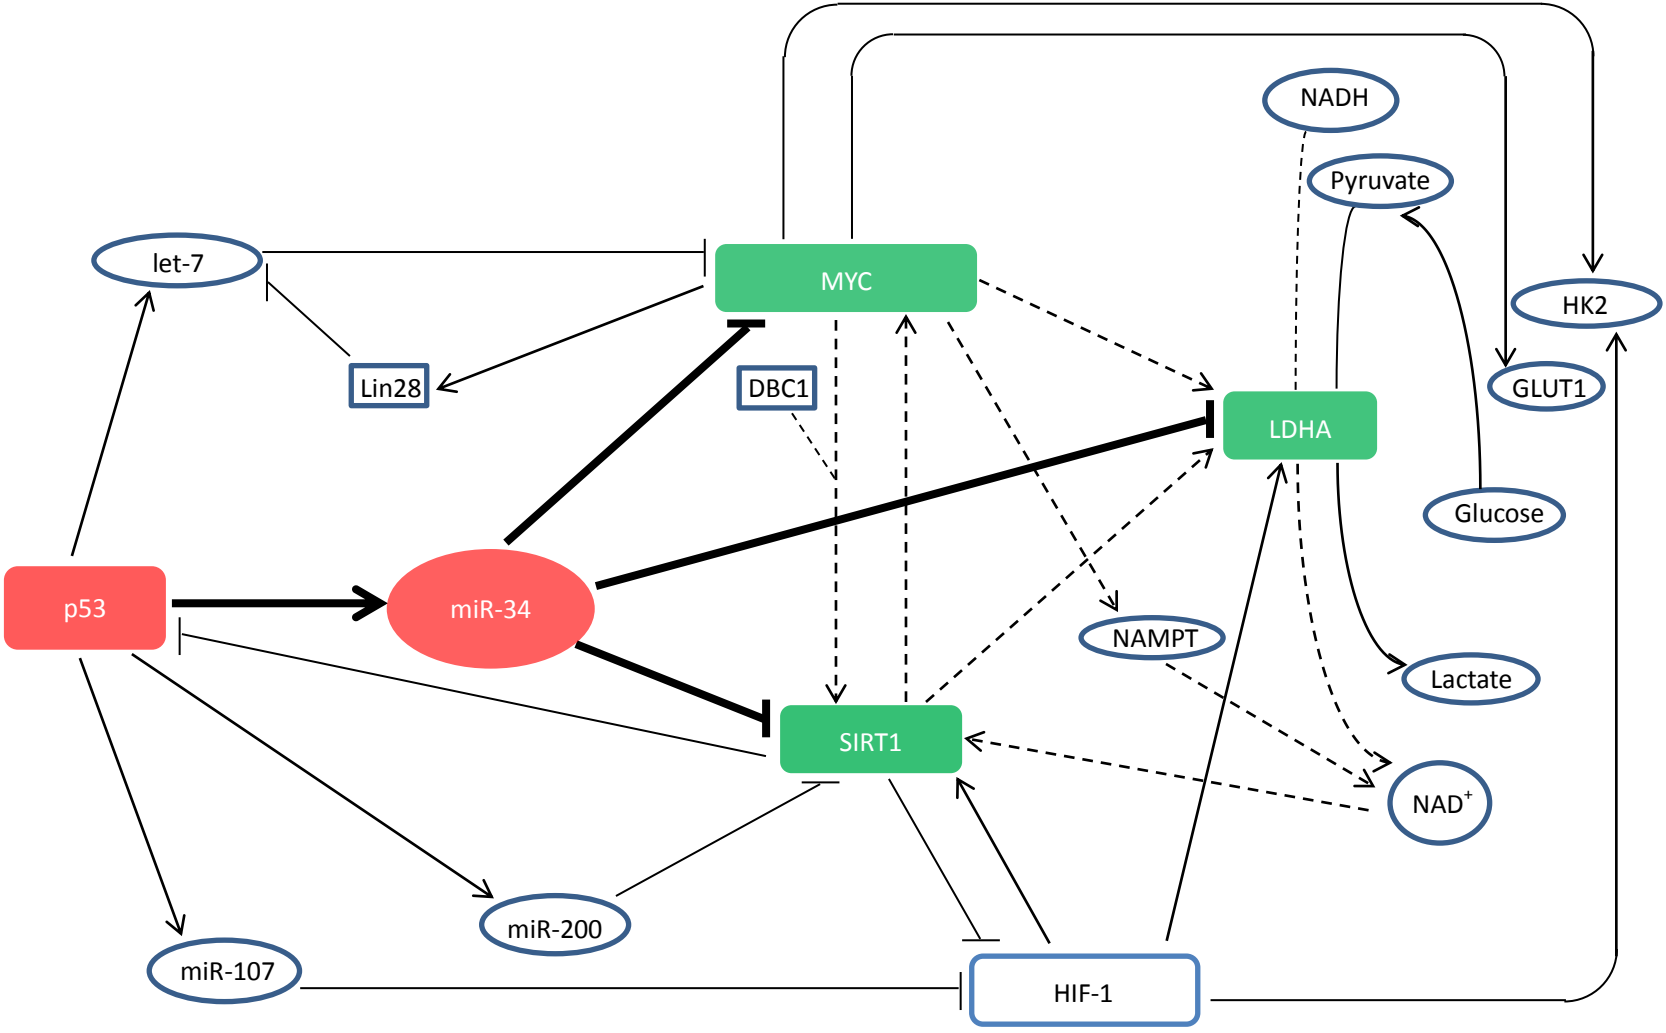 NADH
Pyruvate
let-7
MYC
HK2
Lin28
DBC1
GLUT1
LDHA
Glucose
p53
miR-34
NAMPT
Lactate
SIRT1
NAD⁺
miR-200
miR-107
HIF-1